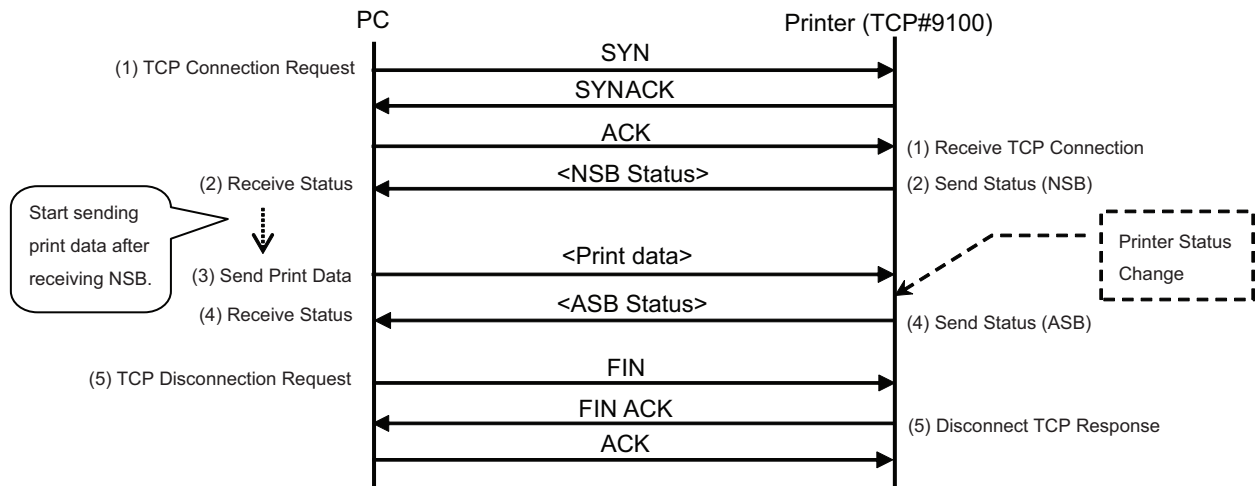 PC
Printer (TCP#9100)
(1) TCP Connection Request
SYN
SYNACK
ACK
(1) Receive TCP Connection
(2) Receive Status
<NSB Status>
(2) Send Status (NSB)
Start sending
print data after
receiving NSB.
Printer Status
Change
(3) Send Print Data
<Print data>
(4) Receive Status
<ASB Status>
(4) Send Status (ASB)
(5) TCP Disconnection Request
FIN
FIN ACK
(5) Disconnect TCP Response
ACK